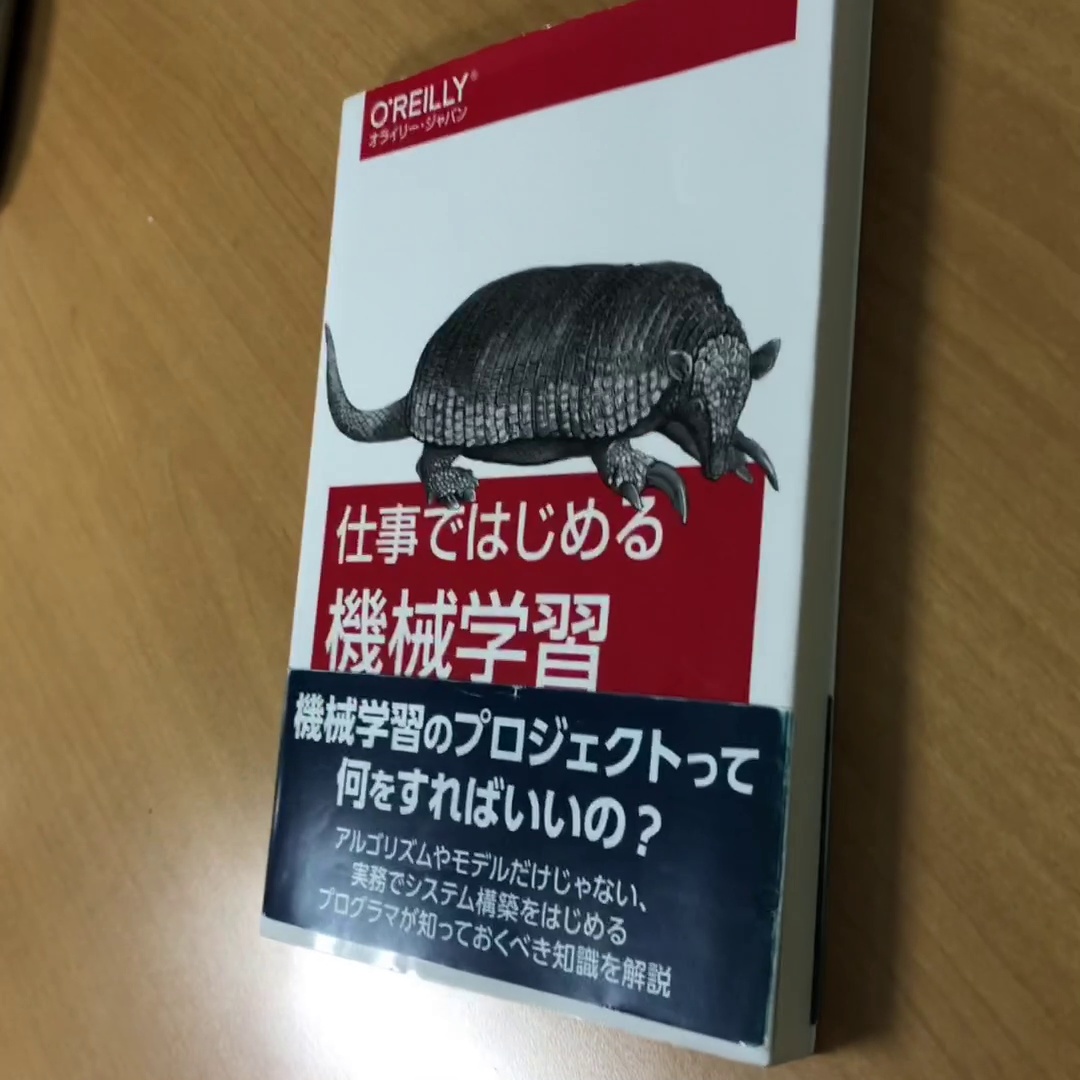 O'REILLY®
オライリー・ジャパン
仕事ではじめる
機械学習
機械学習のプロジェクトって
何をすればいいの？
アルゴリズムやモデルだけじゃない、
実務でシステム構築をはじめる
プログラマが知っておくべき知識を解説